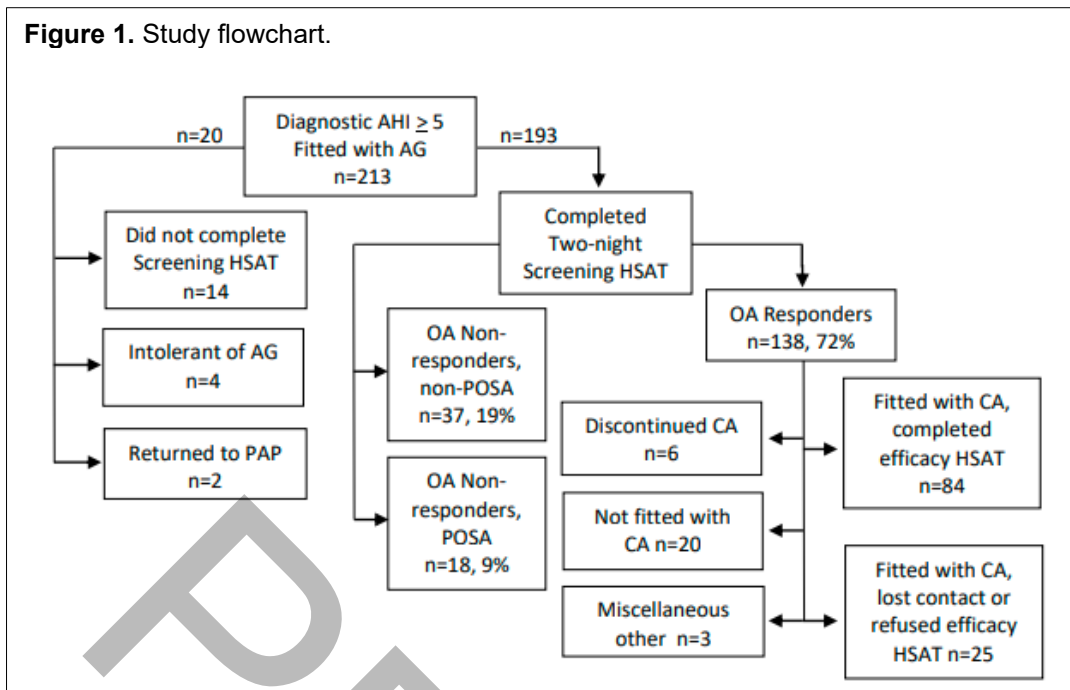 Figure 1. Study flowchart.
n=20
Diagnostic AHI ≥ 5
Fitted with AG
n=213
n=193
Did not complete
Screening HSAT
n=14
Intolerant of AG
n=4
Returned to PAP
n=2
Completed
Two-night
Screening HSAT
OA Non-
responders,
non-POSA
n=37, 19%
OA Non-
responders,
POSA
n=18, 9%
OA Responders
n=138, 72%
Discontinued CA
n=6
Not fitted with
CA n=20
Miscellaneous
other n=3
Fitted with CA,
completed
efficacy HSAT
n=84
Fitted with CA,
lost contact or
refused efficacy
HSAT n=25